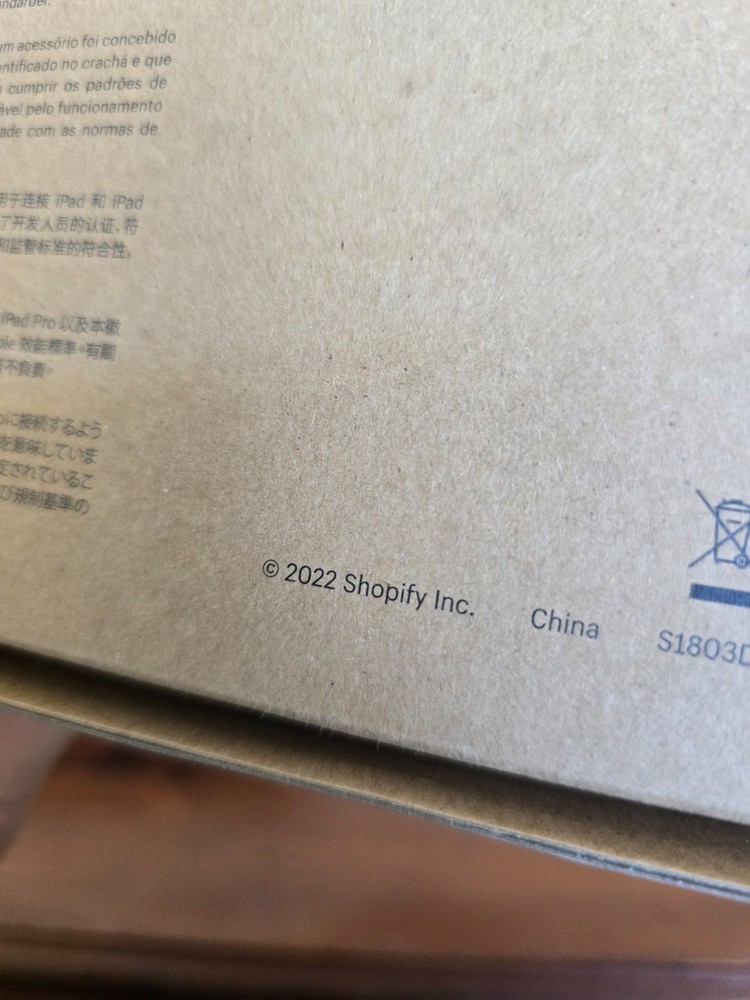 um acessório foi concebido
entificado no crachá e que
cumprir os padrões de
ável pelo funcionamento
ade com as normas de
用于连接 iPad 和 iPad
了开发人员的认证，符
和监管标准的符合性。
iPad Pro 以及本徽
ple 效能標準。有關
不負責。
oに接続するよう
を意味していま
定されているこ
び規制基準の
© 2022 Shopify Inc. China S1803D